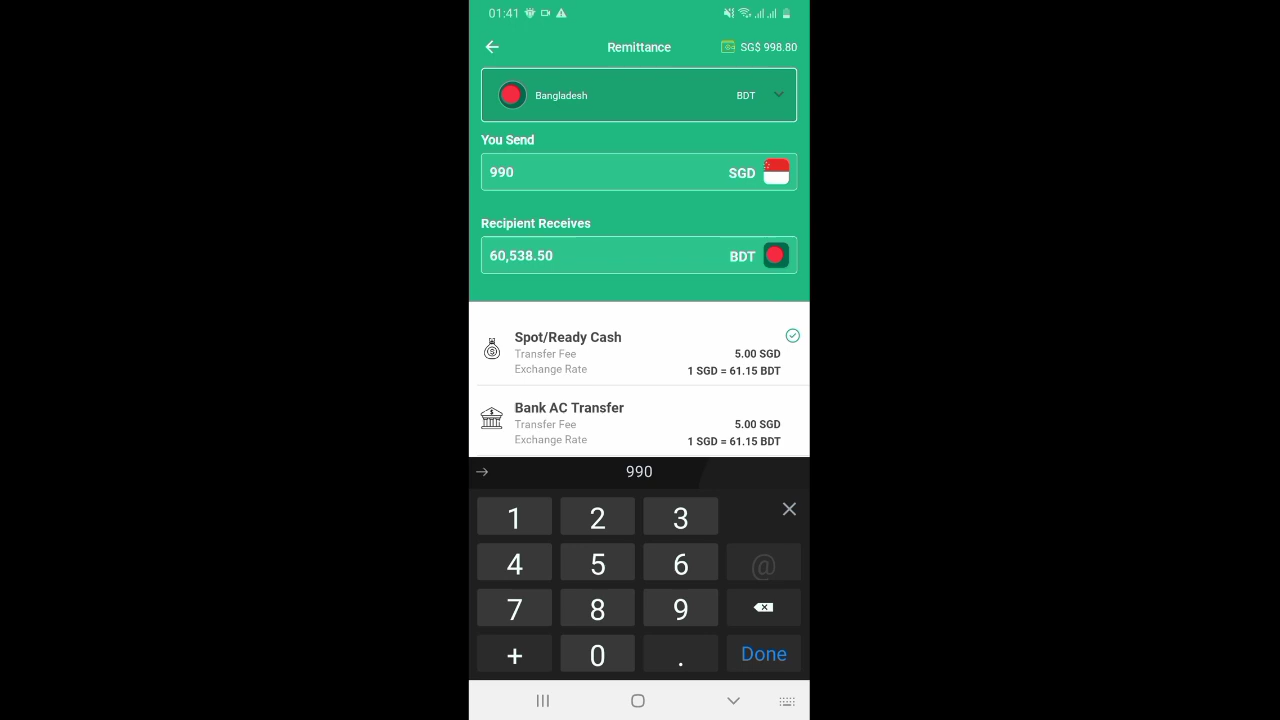 01:41
Remittance SG$ 998.80
Bangladesh BDT
You Send
990 SGD
Recipient Receives
60,538.50 BDT
Spot/Ready Cash
Transfer Fee 5.00 SGD
Exchange Rate 1 SGD = 61.15 BDT
Bank AC Transfer
Transfer Fee 5.00 SGD
Exchange Rate 1 SGD = 61.15 BDT
990
1 2 3
4 5 6 @
7 8 9
+ 0 . Done